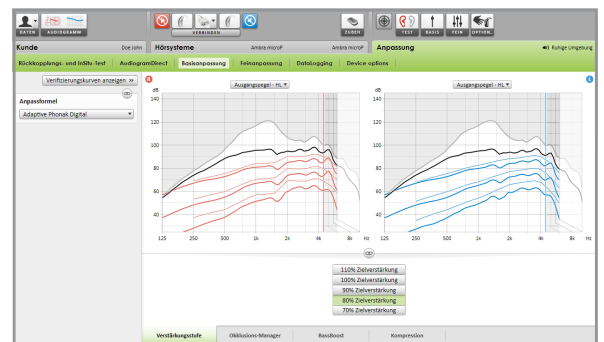 DATEN AUDIOGRAMM VERBINDEN ZUBEH TEST BASIS FEIN OPTION.
Kunde Doe,John Hörsysteme Ambra microP Ambra microP Anpassung Ruhige Umgebung
Rückkopplungs- und InSitu-Test AudiogramDirect Basisanpassung Feinanpassung DataLogging Device options
Verifizierungskurven anzeigen »
Anpassformel
Adaptive Phonak Digital
R Ausgangspegel - HL Ausgangspegel - HL
dB dB
140 140
120 120
100 100
80 80
60 60
40 40
125 250 500 1k 2k 4k 8k Hz 125 250 500 1k 2k 4k 8k Hz
110% Zielverstärkung
100% Zielverstärkung
90% Zielverstärkung
80% Zielverstärkung
70% Zielverstärkung
Verstärkungsstufe Okklusions-Manager BassBoost Kompression